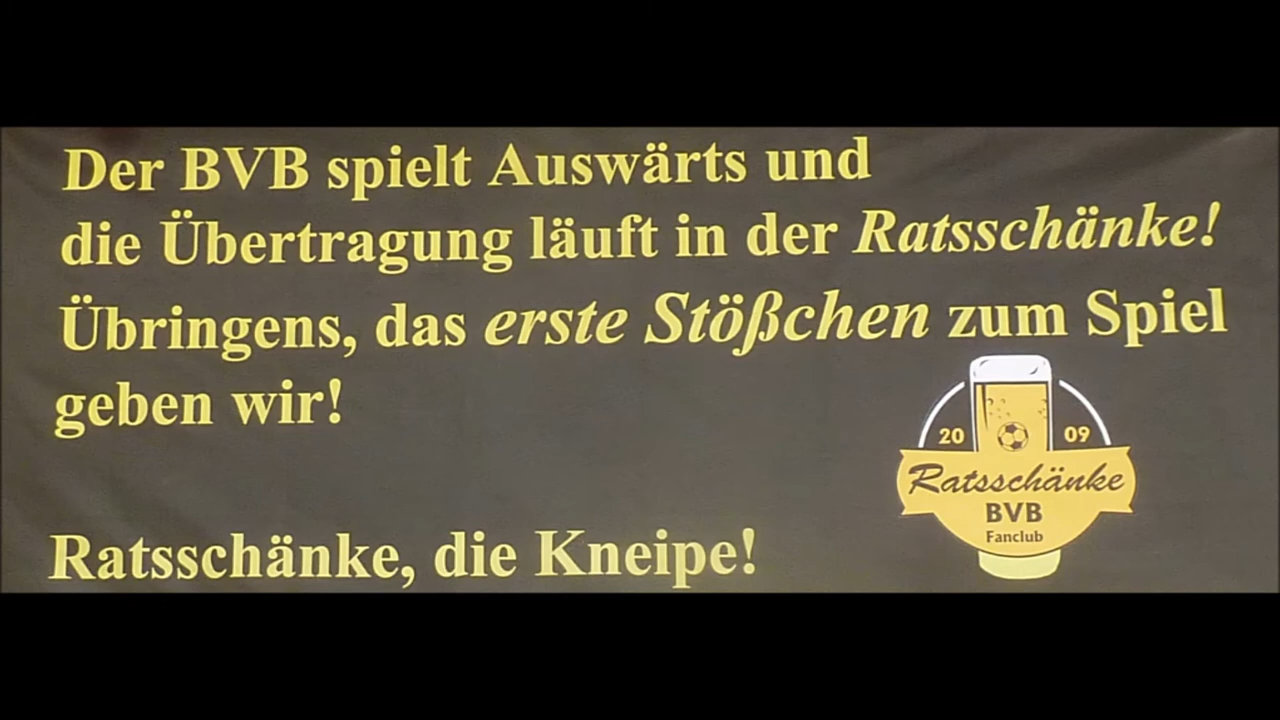 Der BVB spielt Auswärts und
die Übertragung läuft in der Ratsschänke!
Übringens, das erste Stößchen zum Spiel
geben wir!
20 09
Ratsschänke
BVB
Fanclub
Ratsschänke, die Kneipe!